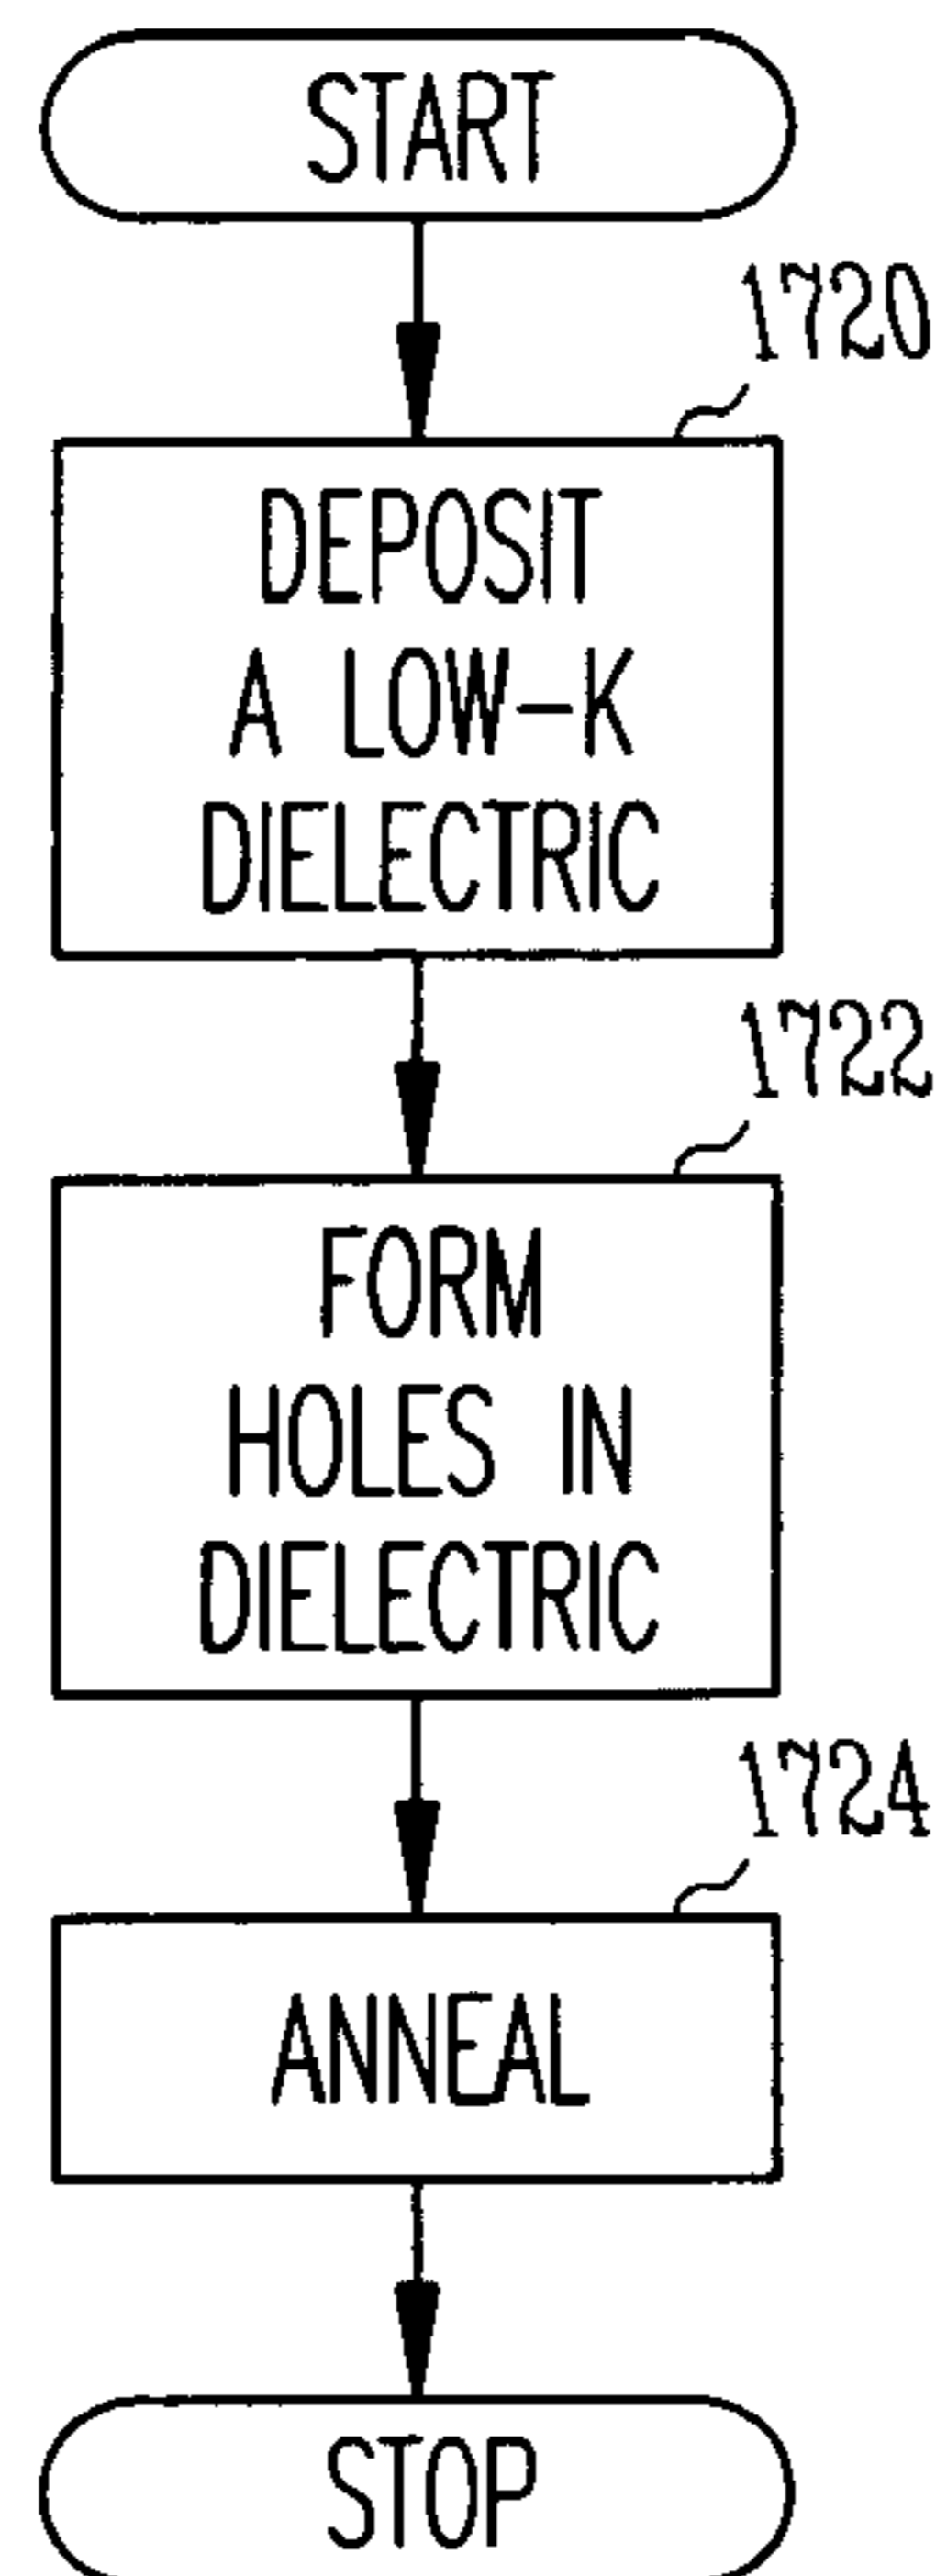 START
1720
DEPOSIT
A LOW-K
DIELECTRIC
1722
FORM
HOLES IN
DIELECTRIC
1724
ANNEAL
STOP